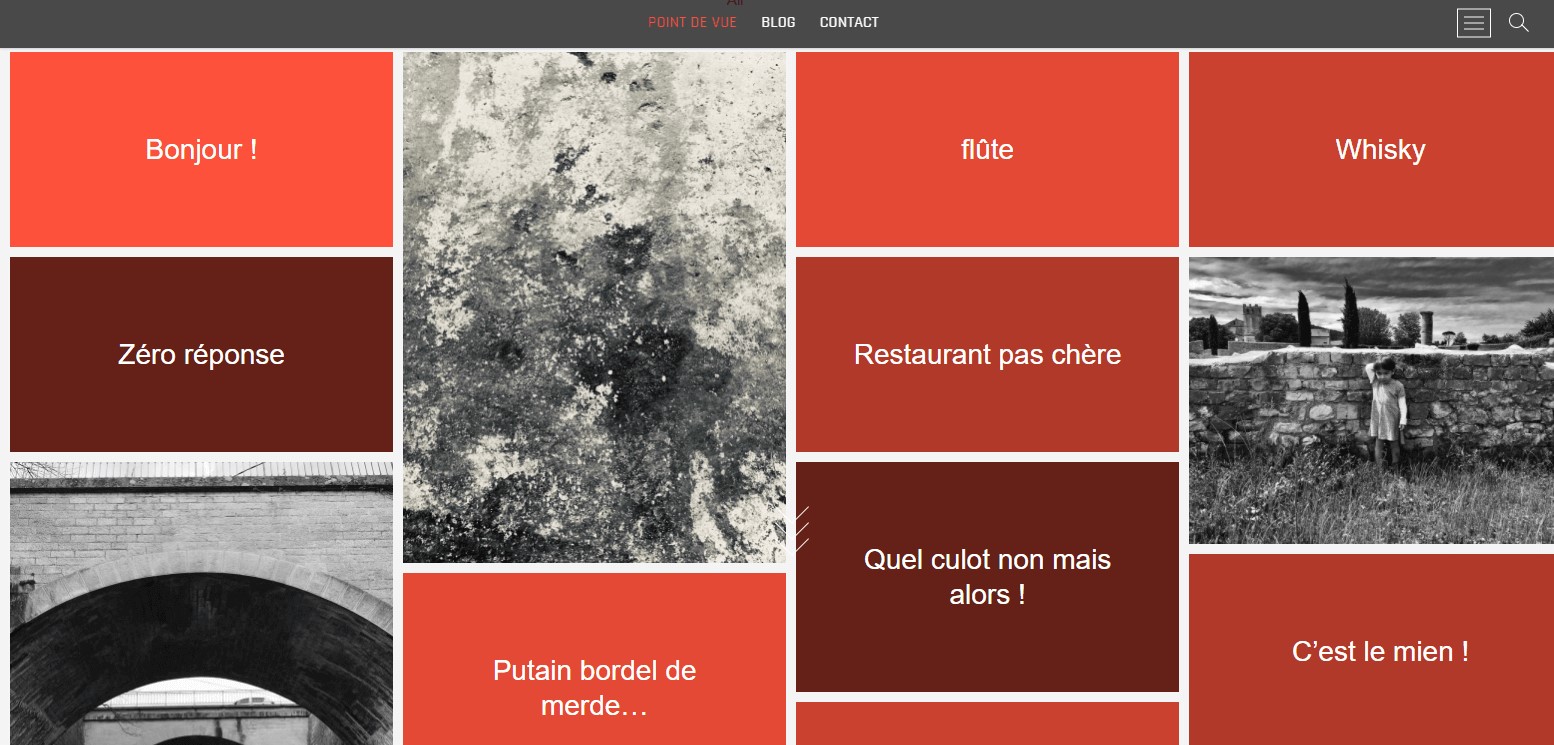 POINT DE VUE BLOG CONTACT
Bonjour !
flûte
Whisky
Zéro réponse
Restaurant pas chère
Quel culot non mais
alors !
C’est le mien !
Putain bordel de
merde…